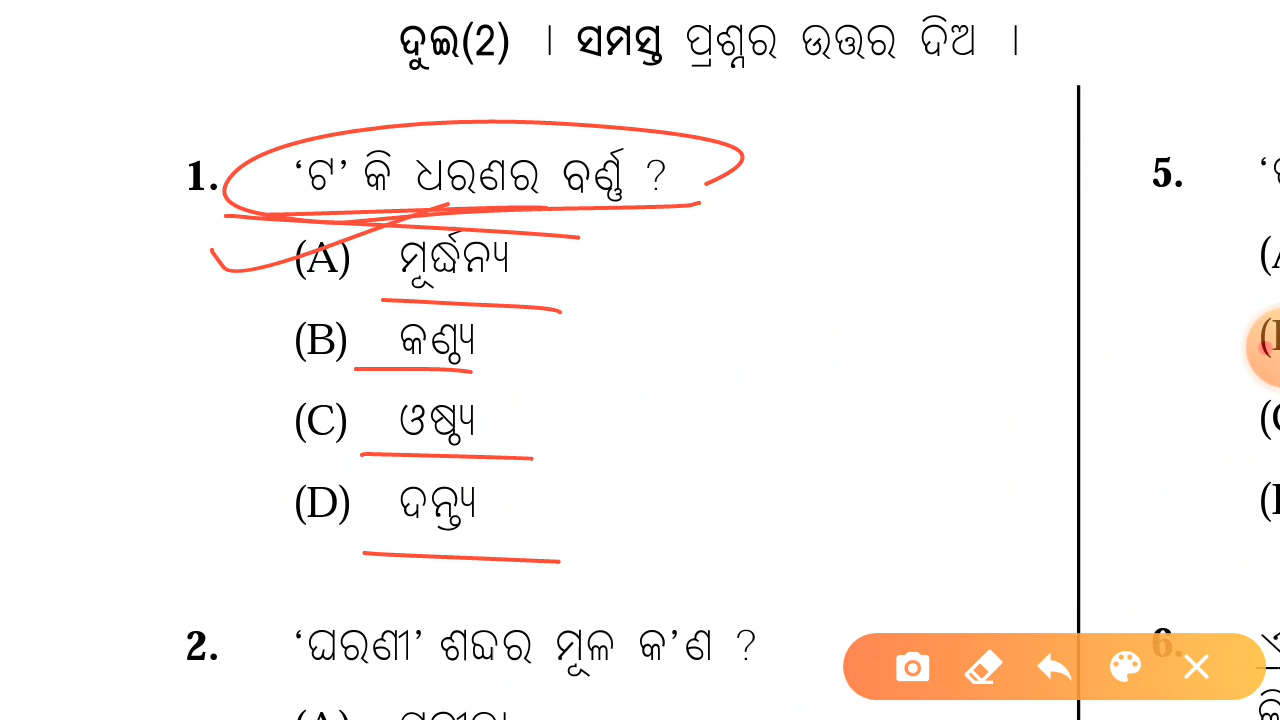 ଦୁଇ(2) । ସମସ୍ତ ପ୍ରଶ୍ନର ଉତ୍ତର ଦିଅ ।
1. ‘ଟ’ କି ଧରଣର ବର୍ଣ୍ଣ ?
(A) ମୂର୍ଦ୍ଧନ୍ୟ
(B) କଣ୍ଠ୍ୟ
(C) ଓଷ୍ଠ୍ୟ
(D) ଦନ୍ତ୍ୟ
2. ‘ଘରଣୀ’ ଶବ୍ଦର ମୂଳ କ’ଣ ?
5.
6.